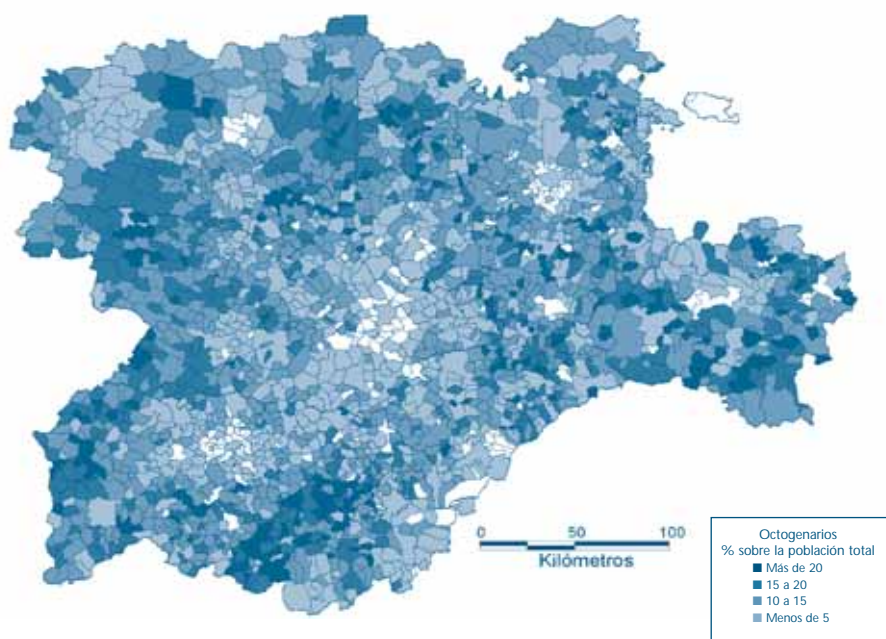 0 50 100
Kilómetros
Octogenarios
% sobre la población total
Más de 20
15 a 20
10 a 15
Menos de 5